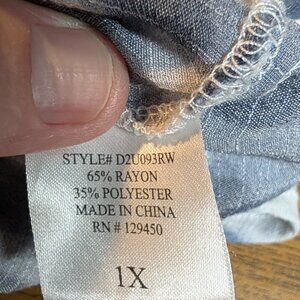 STYLE# D2U093RW
65% RAYON
35% POLYESTER
MADE IN CHINA
RN # 129450
1X